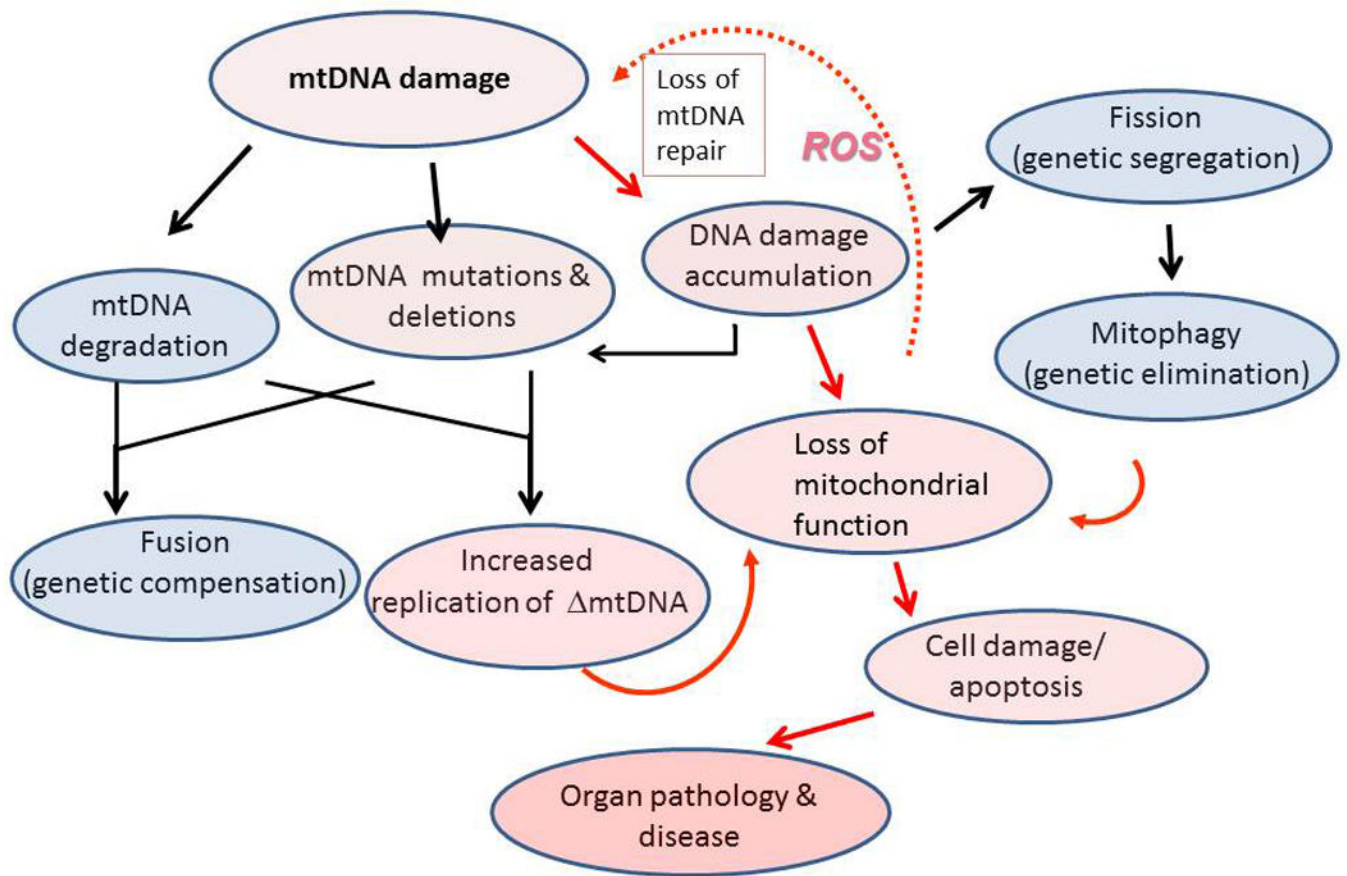 mtDNA damage
Loss of
mtDNA
repair
ROS
Fission
(genetic segregation)
DNA damage
accumulation
mtDNA mutations &
deletions
mtDNA
degradation
Mitophagy
(genetic elimination)
Loss of
mitochondrial
function
Fusion
(genetic compensation)
Increased
replication of ΔmtDNA
Cell damage/
apoptosis
Organ pathology &
disease